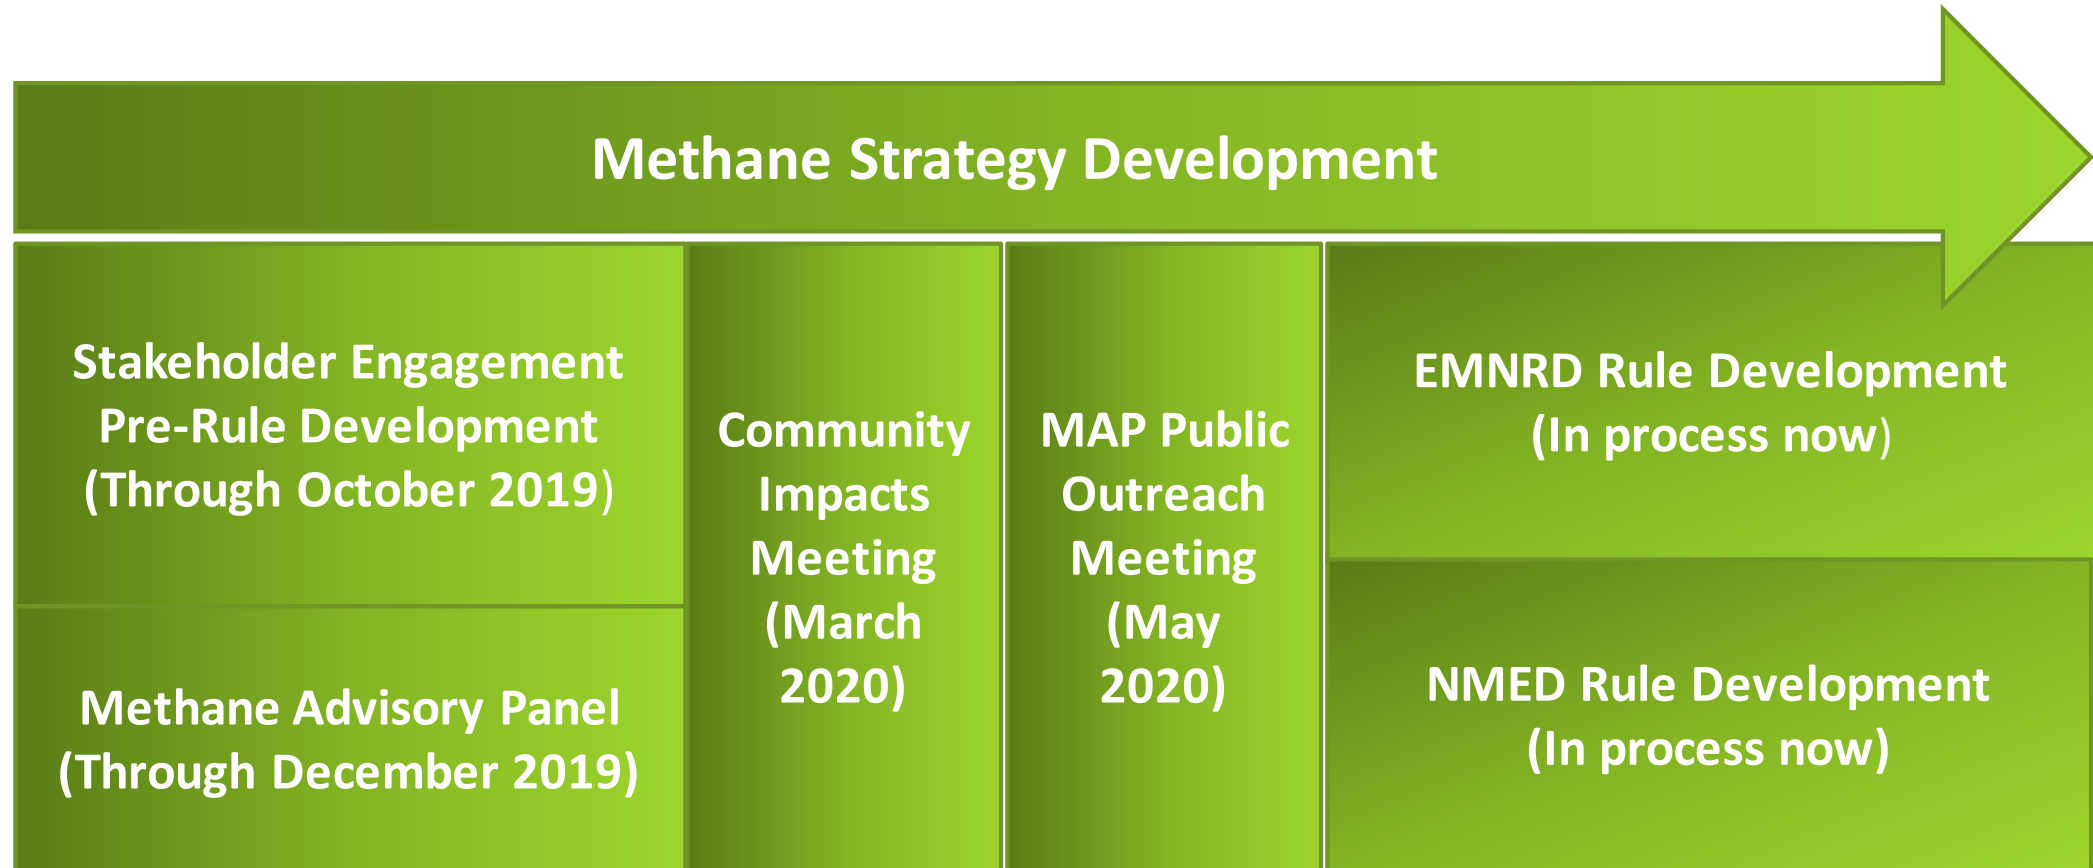 Methane Strategy Development
Stakeholder Engagement
Pre-Rule Development
(Through October 2019)
Methane Advisory Panel
(Through December 2019)
Community
Impacts
Meeting
(March
2020)
MAP Public
Outreach
Meeting
(May
2020)
EMNRD Rule Development
(In process now)
NMED Rule Development
(In process now)